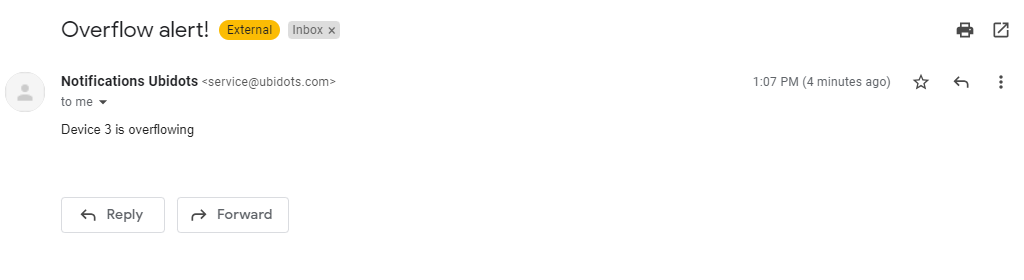 Overflow alert! External Inbox ×
Notifications Ubidots <service@ubidots.com> 1:07 PM (4 minutes ago)
to me
Device 3 is overflowing
Reply Forward